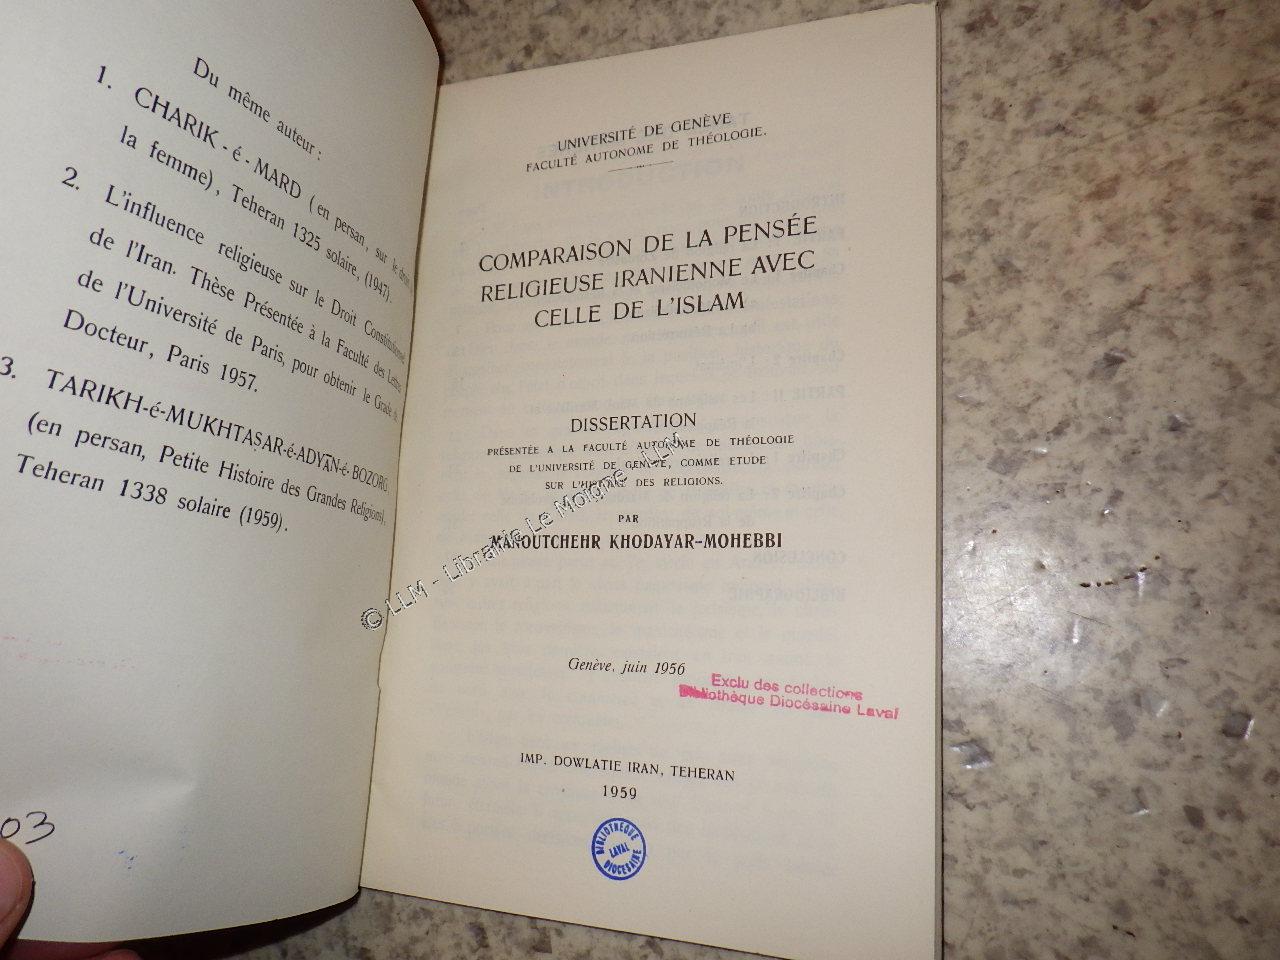 Du même auteur :
1. CHARIK - é - MARD ( en persan , sur le droit
la femme) , Teheran 1325 solaire, (1947).
2. L'influence religieuse sur le Droit Constitutionnel
de l'Iran. Thèse Présentée à la Faculté des Lettres
de l'Université de Paris, pour obtenir le Grade de
Docteur, Paris 1957.
3. TARIKH-é-MUKHTAṢAR-é-ADYĀN-é- BOZORG
(en persan, Petite Histoire des Grandes Religions),
Teheran 1338 solaire (1959).
03
UNIVERSITÉ DE GENÈVE
FACULTÉ AUTONOME DE THÉOLOGIE.
COMPARAISON DE LA PENSÉE
RELIGIEUSE IRANIENNE AVEC
CELLE DE L'ISLAM
DISSERTATION
PRÉSENTÉE A LA FACULTÉ AUTONOME DE THÉOLOGIE
DE L'UNIVERSITÉ DE GENÈVE, COMME ETUDE
SUR L'HISTOIRE DES RELIGIONS.
PAR
MANOUTCHEHR KHODAYAR-MOHEBBI
© LLM - Librairie Le Moigne - LLM
Genève, juin 1956
Exclu des collections
Bibliothèque Diocésaine Laval
IMP. DOWLATIE IRAN, TEHERAN
1959
BIBLIOTHÈQUE
LAVAL
DIOCÉSAINE